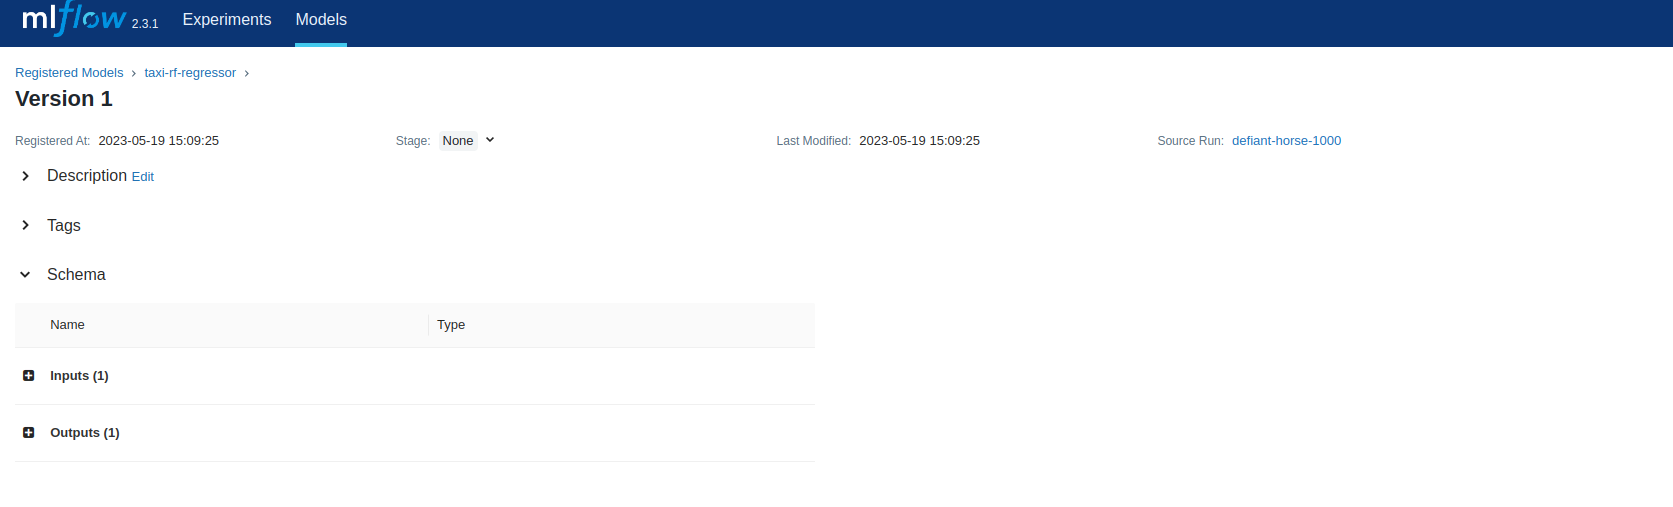 mlflow 2.3.1 Experiments Models
Registered Models › taxi-rf-regressor ›
Version 1
Registered At: 2023-05-19 15:09:25 Stage: None Last Modified: 2023-05-19 15:09:25 Source Run: defiant-horse-1000
Description Edit
Tags
Schema
Name Type
Inputs (1)
Outputs (1)